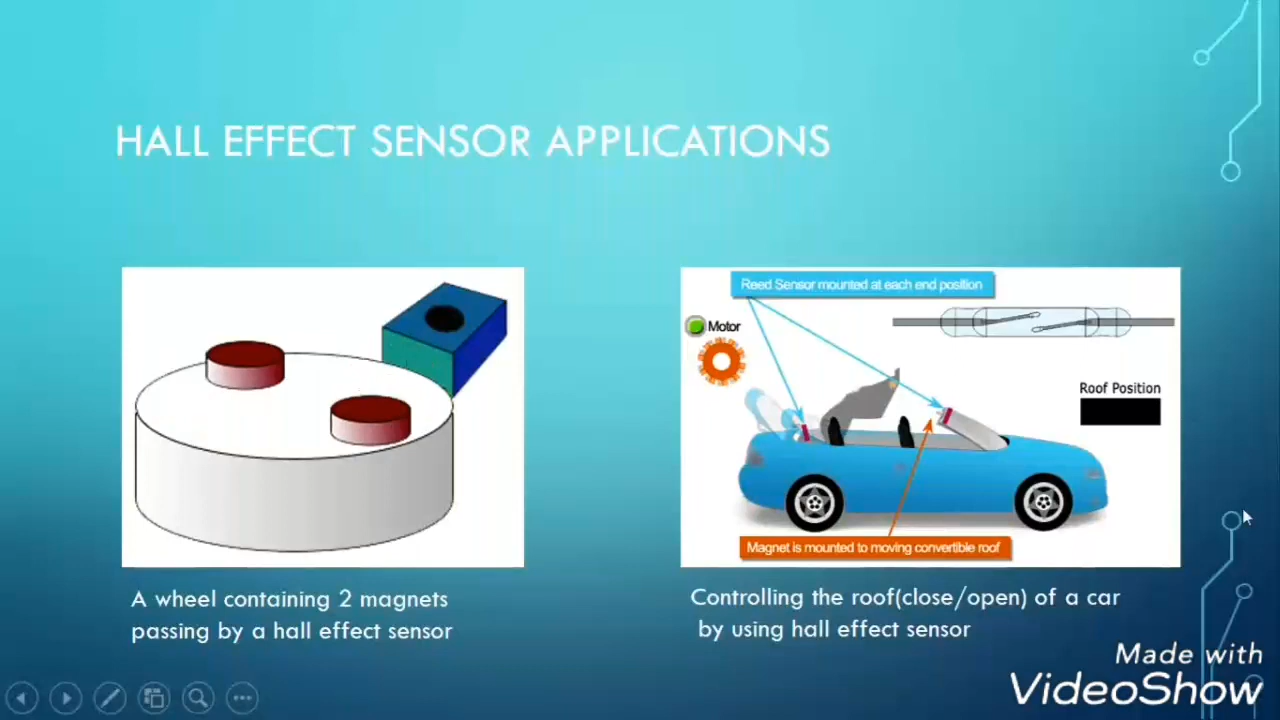 HALL EFFECT SENSOR APPLICATIONS
Reed Sensor mounted at each end position
Motor
Roof Position
Magnet is mounted to moving convertible roof
A wheel containing 2 magnets
passing by a hall effect sensor
Controlling the roof(close/open) of a car
by using hall effect sensor
Made with
VideoShow